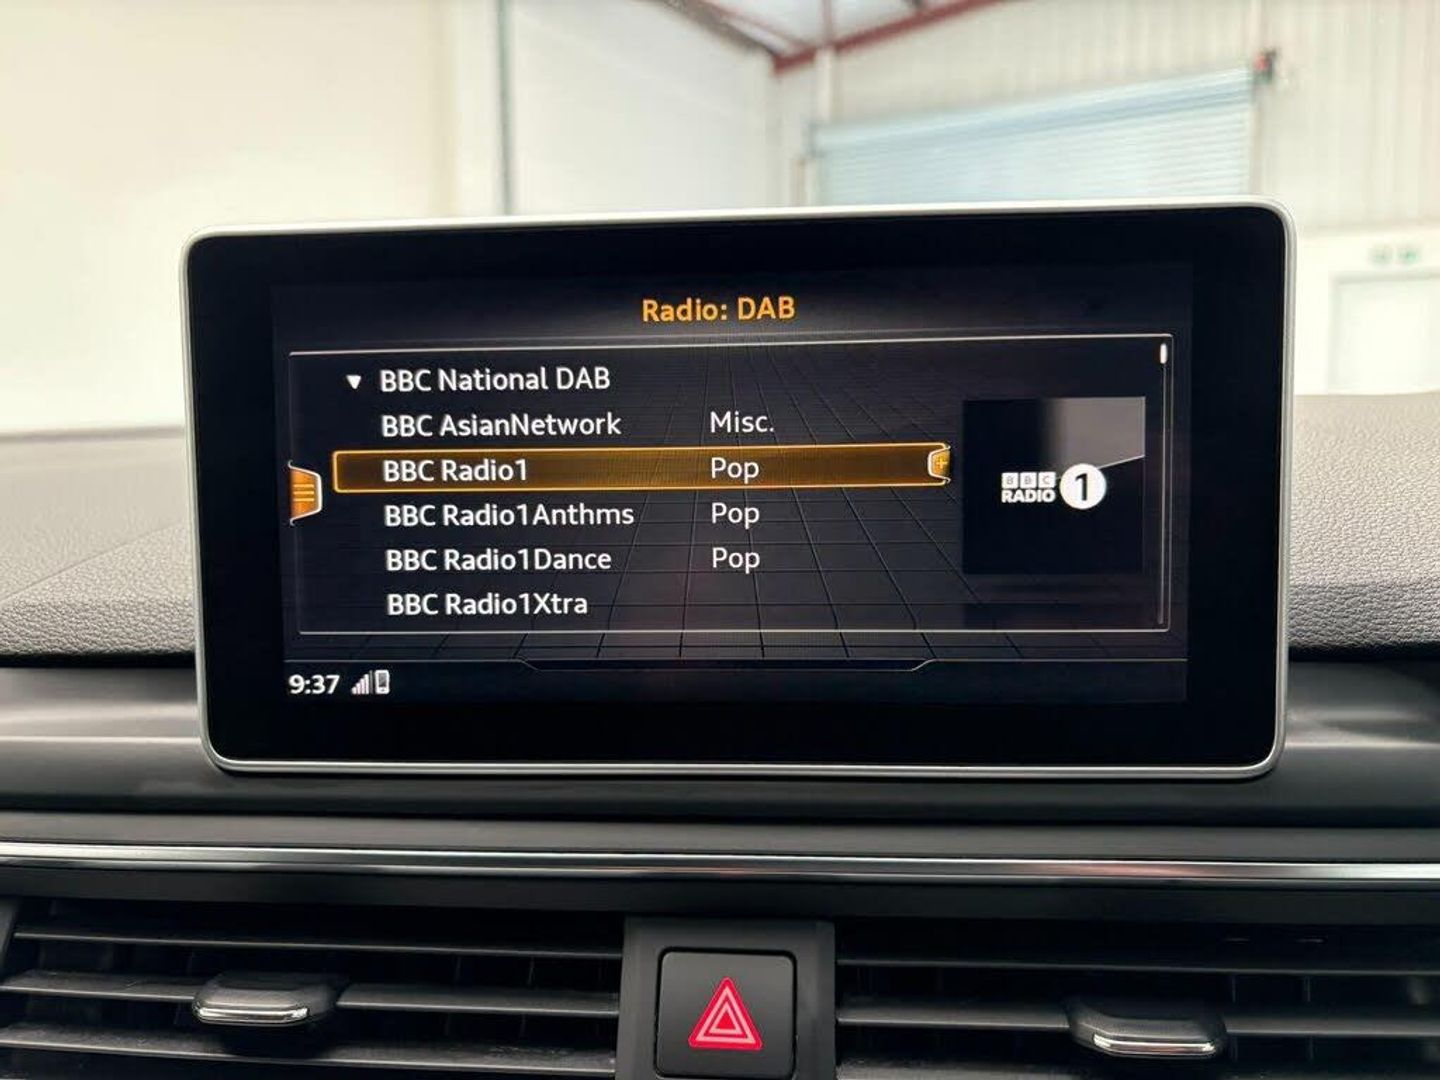 Radio: DAB
BBC National DAB
BBC AsianNetwork Misc.
BBC Radio1 Pop
BBC Radio1Anthms Pop
BBC Radio1Dance Pop
BBC Radio1Xtra
BBC
RADIO 1
9:37